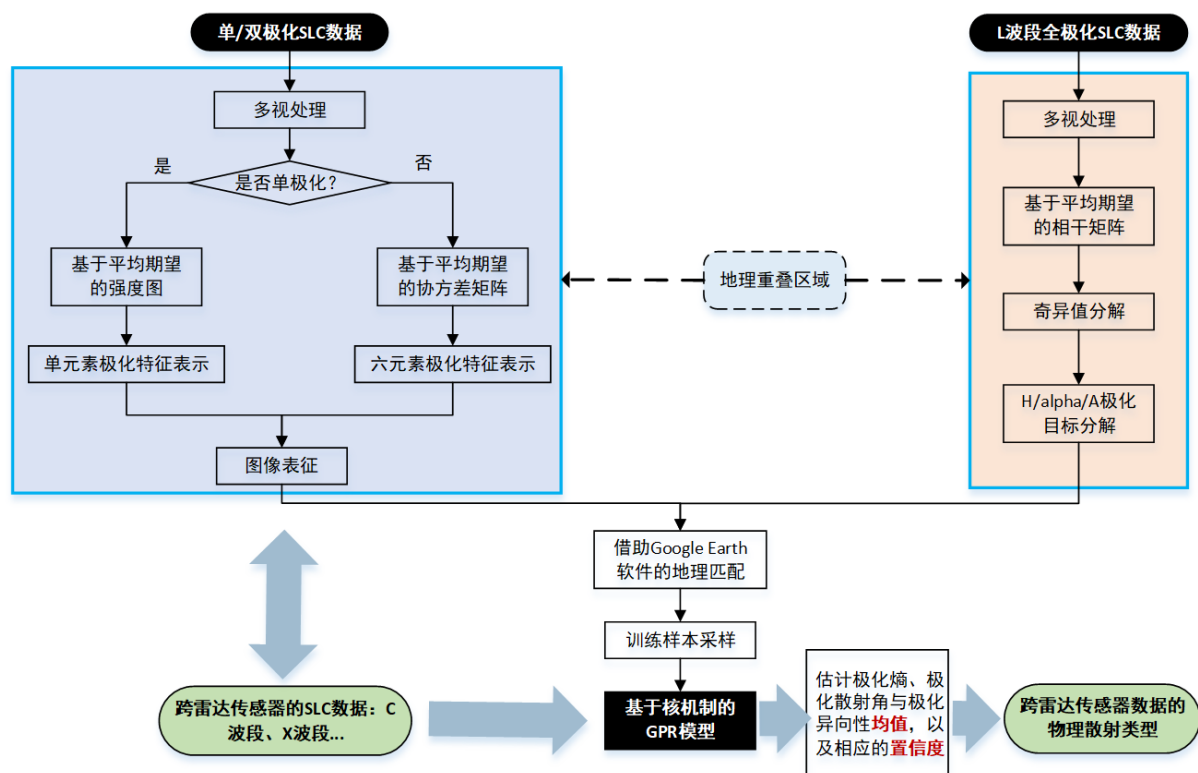 单/双极化SLC数据
多视处理
是否单极化？
是
否
基于平均期望
的强度图
基于平均期望
的协方差矩阵
单元素极化特征表示
六元素极化特征表示
图像表征
地理重叠区域
L波段全极化SLC数据
多视处理
基于平均期望
的相干矩阵
奇异值分解
H/alpha/A极化
目标分解
借助Google Earth
软件的地理匹配
训练样本采样
跨雷达传感器的SLC数据：C
波段、X波段...
基于核机制的
GPR模型
估计极化熵、极
化散射角与极化
异向性均值，以
及相应的置信度
跨雷达传感器数据的
物理散射类型